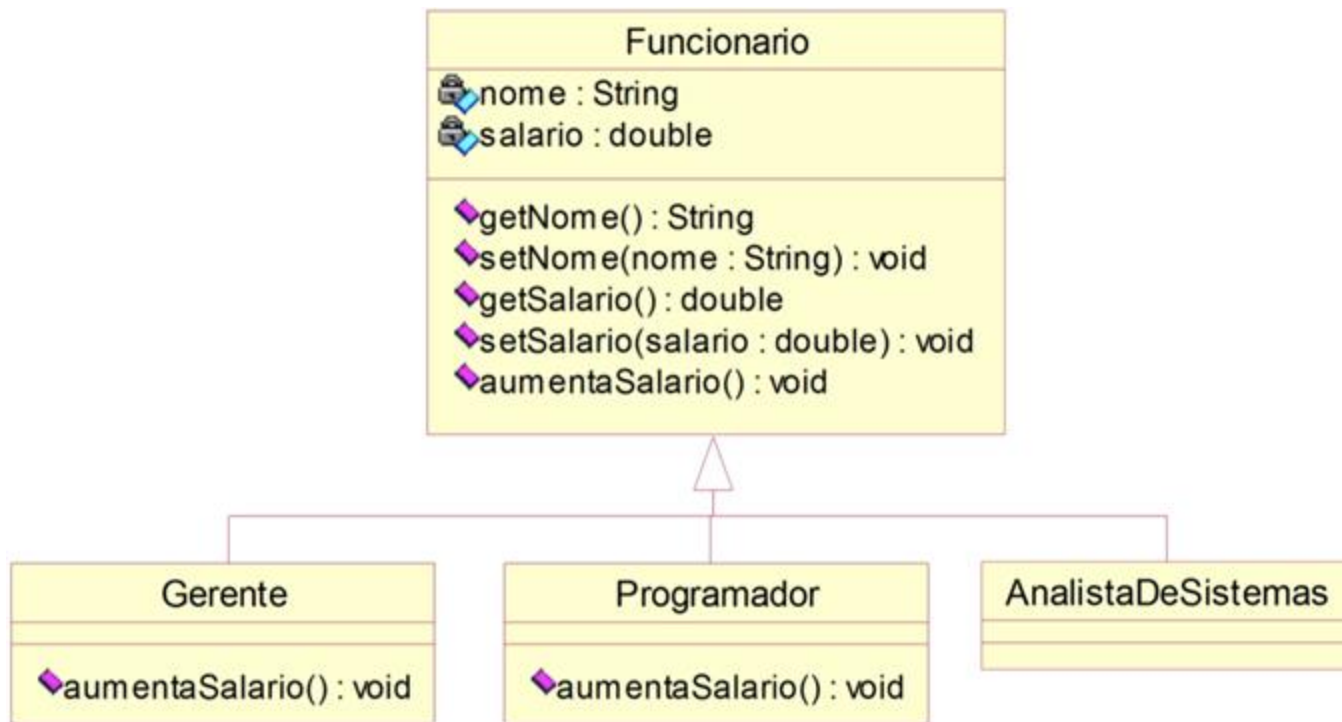 Funcionario
nome : String
salario : double
getNome() : String
setNome(nome : String) : void
getSalario() : double
setSalario(salario : double) : void
aumentaSalario() : void
Gerente
aumentaSalario() : void
Programador
aumentaSalario() : void
AnalistaDeSistemas